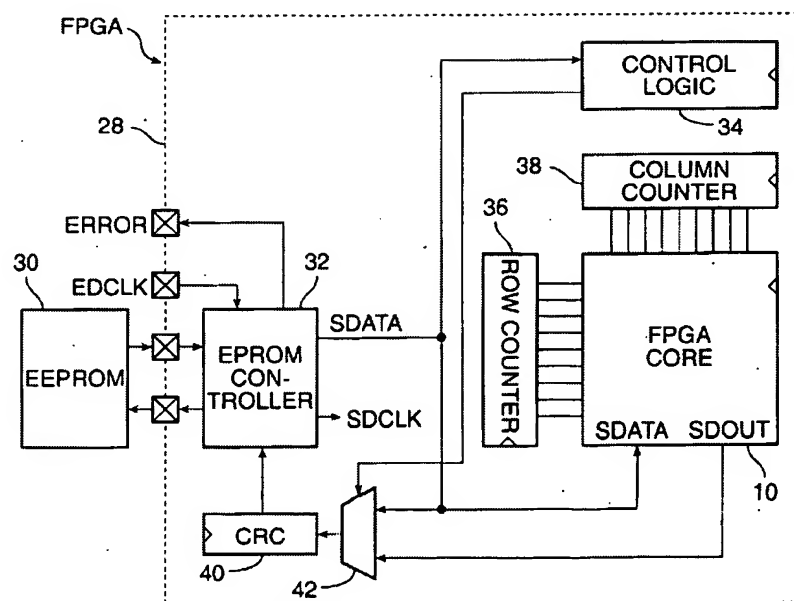 FPGA
28
CONTROL
LOGIC
34
38
COLUMN
COUNTER
36
ROW COUNTER
ERROR
30
EDCLK
32
SDATA
EEPROM
EPROM
CON-
TROLLER
SDCLK
FPGA
CORE
SDATA SDOUT
10
CRC
40
42